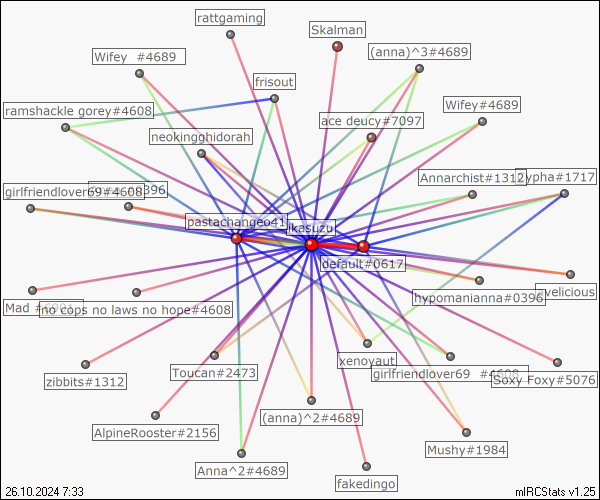 rattgaming
Skalman
Wifey #4689
(anna)^3#4689
frisout
ramshackle gorey#4608
Wifey#4689
ace deucy#7097
neokingghidorah
Annarchist#1312
ypha#1717
girlfriendlover69 #4608
0396
pastachangeo41
ikasuzu
default#0617
hypomanianna#0396
velicious
Mad
no cops no laws no hope#4608
xenoyaut
zibbits#1312
Toucan#2473
girlfriendlover69 #4608
Soxy Foxy#5076
(anna)^2#4689
AlpineRooster#2156
Mushy#1984
Anna^2#4689
fakedingo
26.10.2024 7:33
mIRCStats v1.25